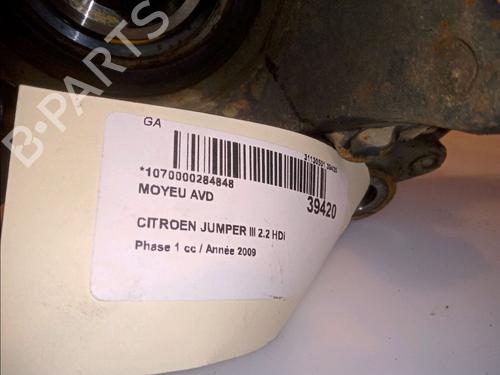 B-PARTS
GA
*1070000284848
MOYEU AVD
39420
CITROEN JUMPER III 2.2 HDi
Phase 1 cc / Année 2009